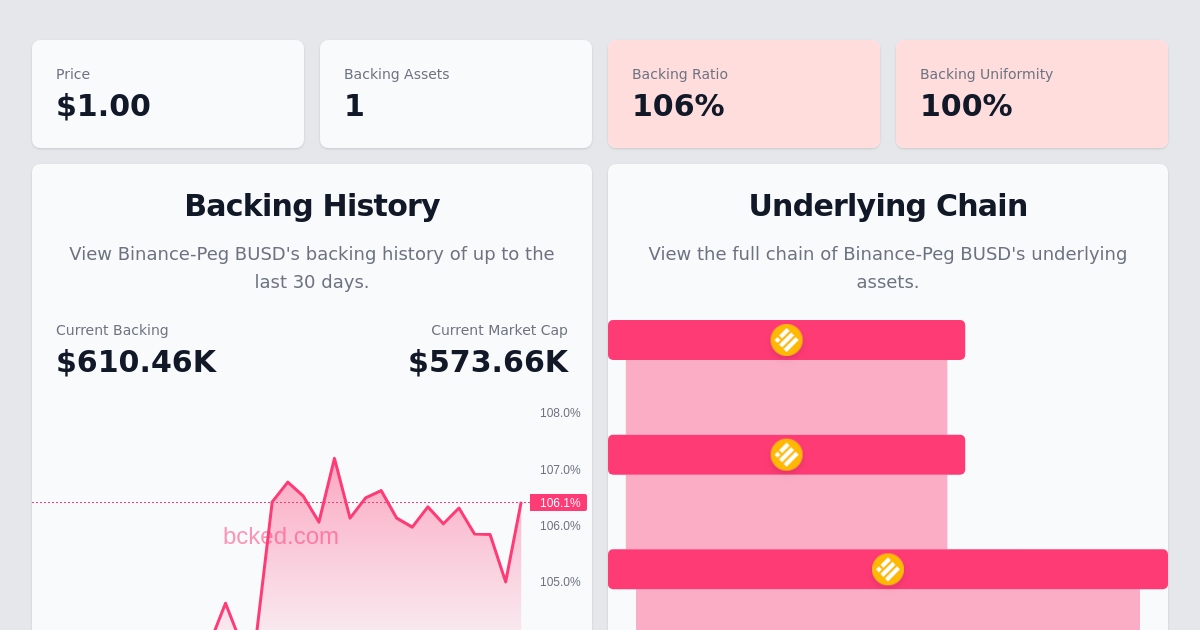 Price
$1.00
Backing Assets
1
Backing Ratio
106%
Backing Uniformity
100%
Backing History
View Binance-Peg BUSD's backing history of up to the
last 30 days.
Current Backing
$610.46K
Current Market Cap
$573.66K
108.0%
107.0%
106.1%
106.0%
105.0%
bcked.com
Underlying Chain
View the full chain of Binance-Peg BUSD's underlying
assets.